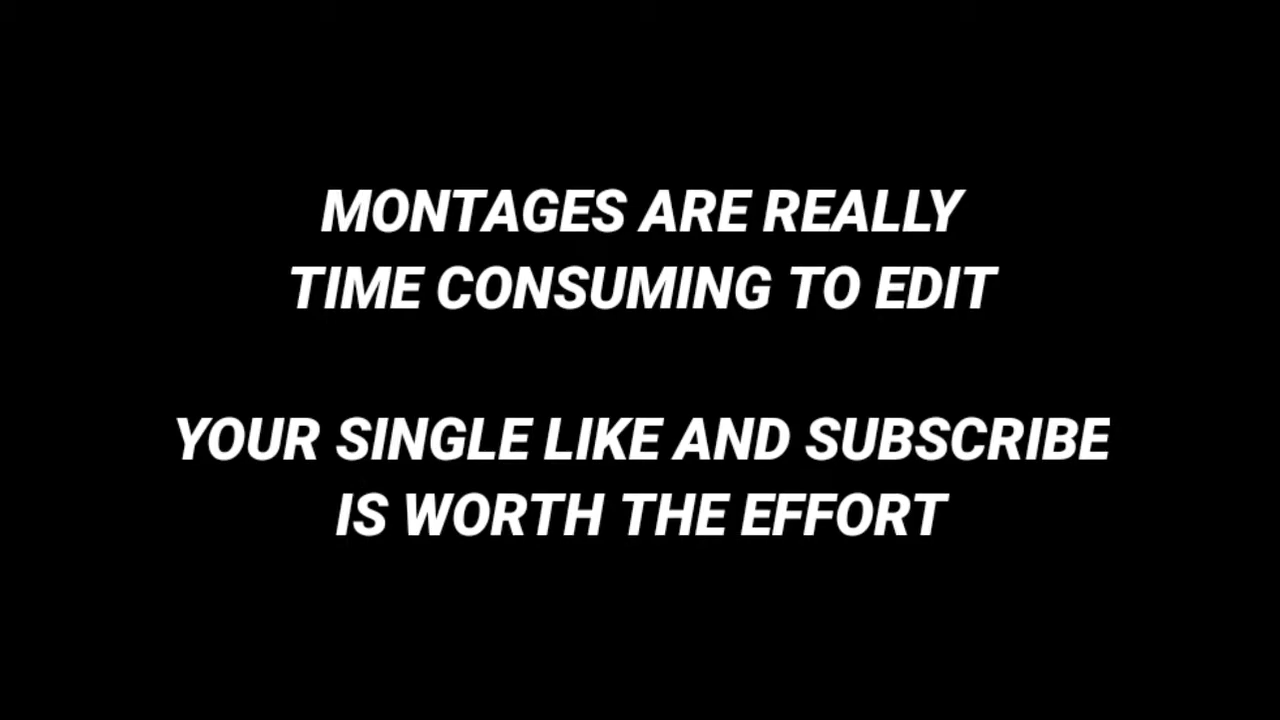 MONTAGES ARE REALLY
TIME CONSUMING TO EDIT
YOUR SINGLE LIKE AND SUBSCRIBE
IS WORTH THE EFFORT